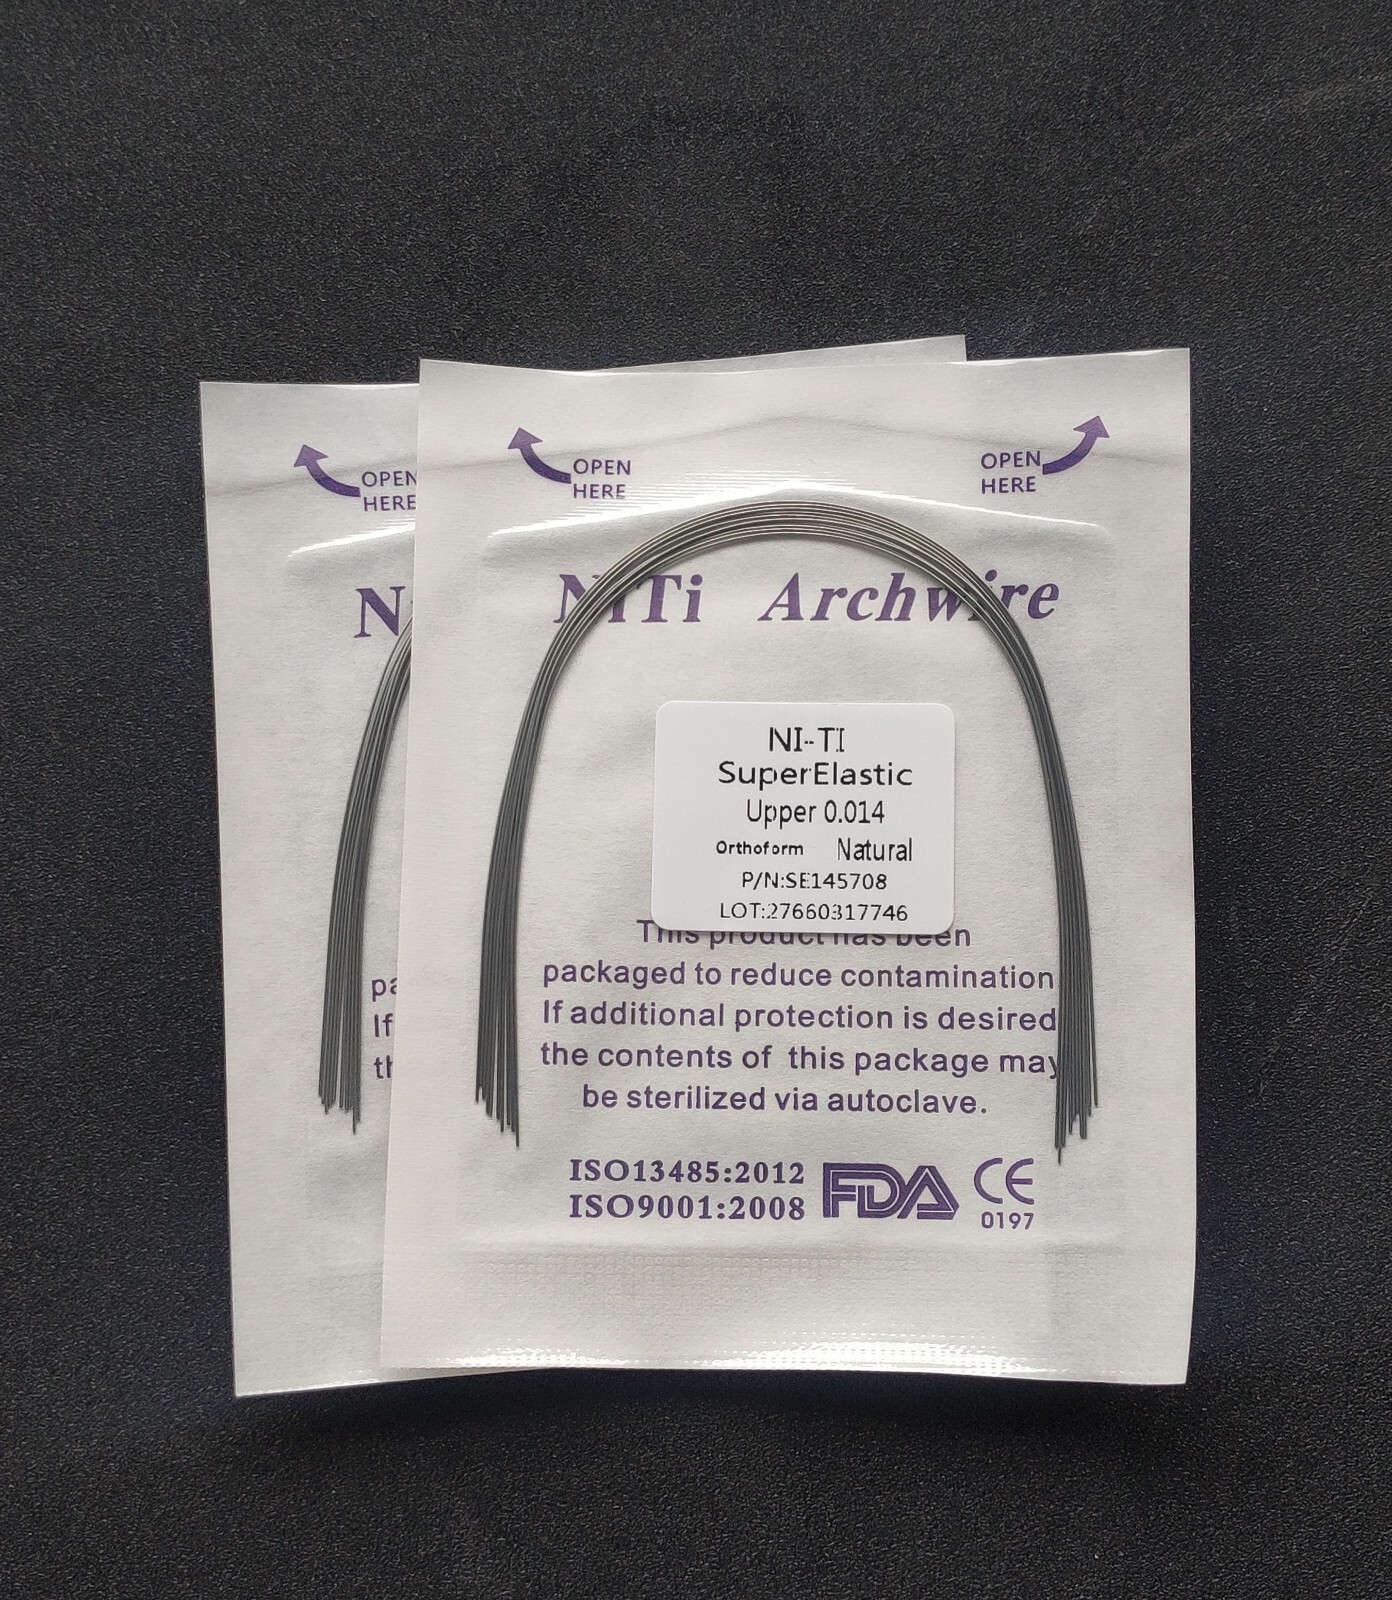 OPEN
HERE
OPEN
HERE
OPEN
HERE
NiTi Archwire
NI-TI
SuperElastic
Upper 0.014
Orthoform Natural
P/N:SE145708
LOT:27660317746
This product has been
packaged to reduce contamination
If additional protection is desired
the contents of this package may
be sterilized via autoclave.
ISO13485:2012
ISO9001:2008
FDA
CE
0197
If